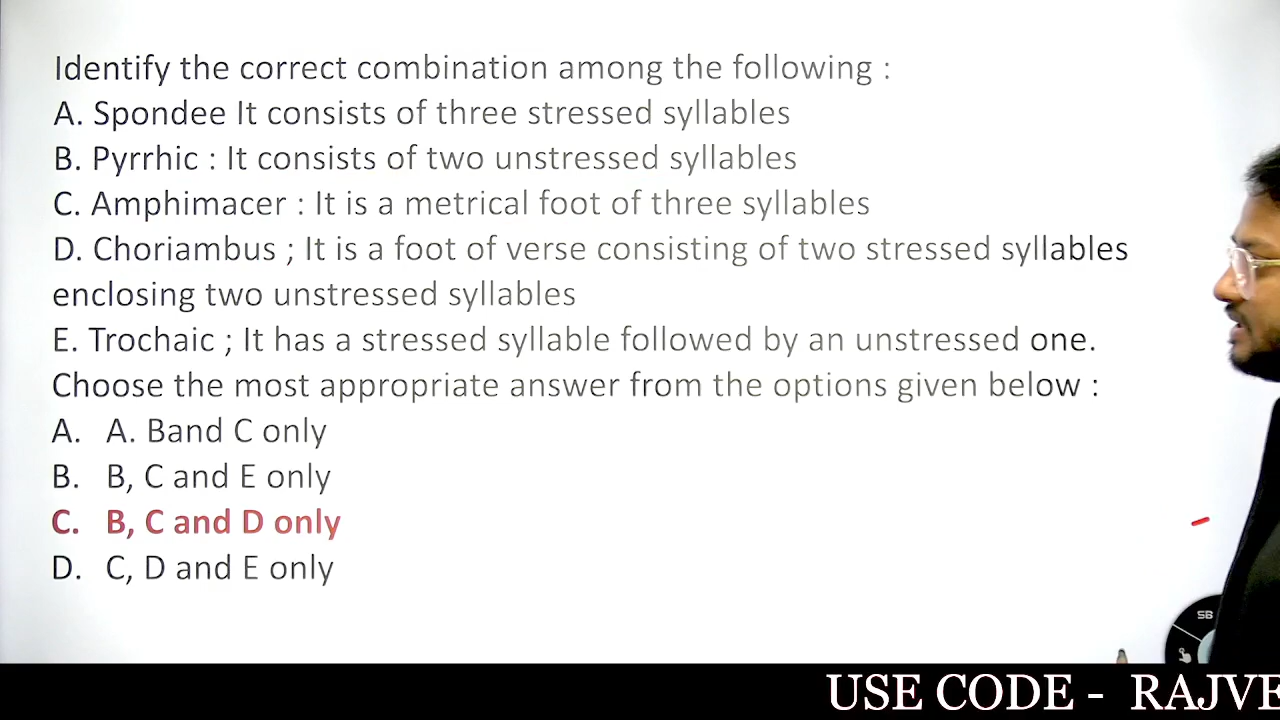 Identify the correct combination among the following :
A. Spondee It consists of three stressed syllables
B. Pyrrhic : It consists of two unstressed syllables
C. Amphimacer : It is a metrical foot of three syllables
D. Choriambus ; It is a foot of verse consisting of two stressed syllables
enclosing two unstressed syllables
E. Trochaic ; It has a stressed syllable followed by an unstressed one.
Choose the most appropriate answer from the options given below :
A. A. Band C only
B. B, C and E only
C. B, C and D only
D. C, D and E only
SB
USE CODE - RAJVE